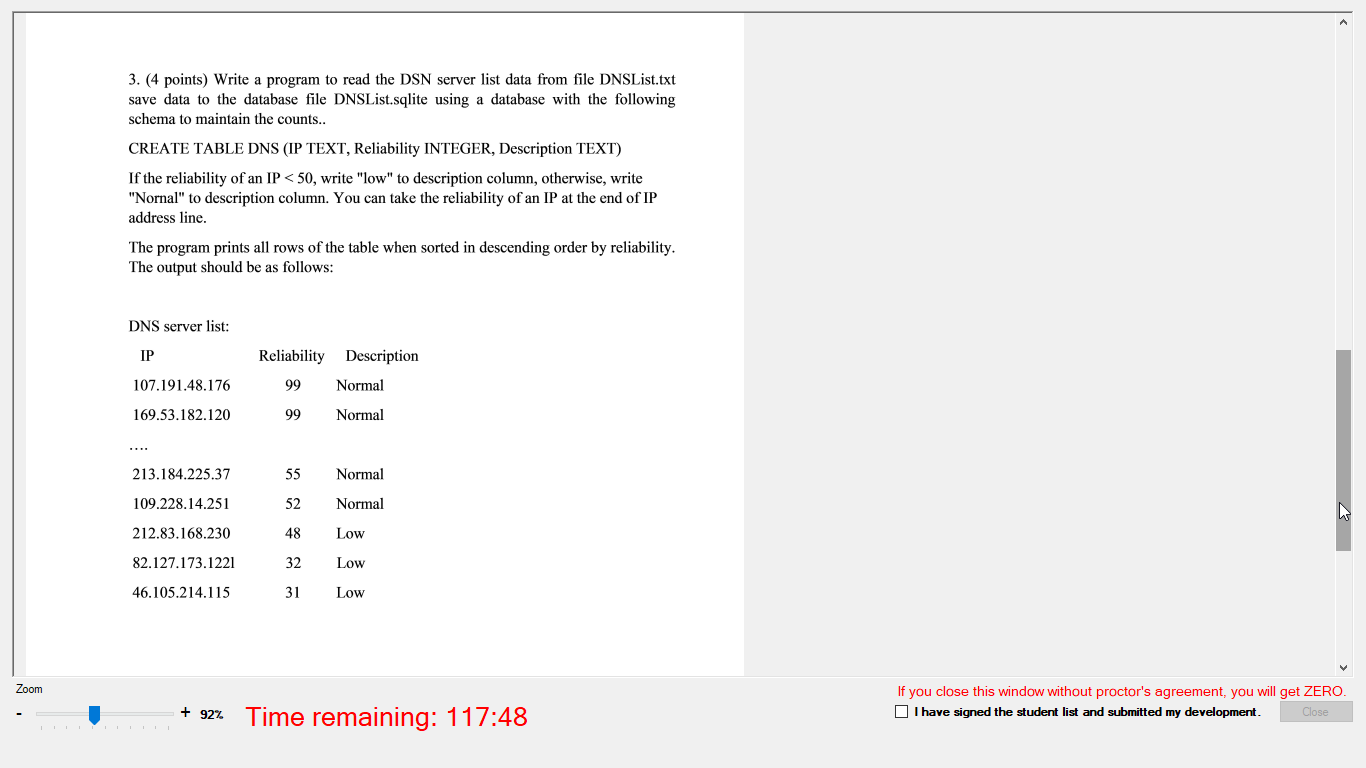 3. (4 points) Write a program to read the DSN server list data from file DNSList.txt
save data to the database file DNSList.sqlite using a database with the following
schema to maintain the counts..
CREATE TABLE DNS (IP TEXT, Reliability INTEGER, Description TEXT)
If the reliability of an IP < 50, write "low" to description column, otherwise, write
"Nornal" to description column. You can take the reliability of an IP at the end of IP
address line.
The program prints all rows of the table when sorted in descending order by reliability.
The output should be as follows:
DNS server list:
IP Reliability Description
107.191.48.176 99 Normal
169.53.182.120 99 Normal
....
213.184.225.37 55 Normal
109.228.14.251 52 Normal
212.83.168.230 48 Low
82.127.173.122l 32 Low
46.105.214.115 31 Low
Zoom
- + 92%
Time remaining: 117:48
If you close this window without proctor's agreement, you will get ZERO.
I have signed the student list and submitted my development.
Close